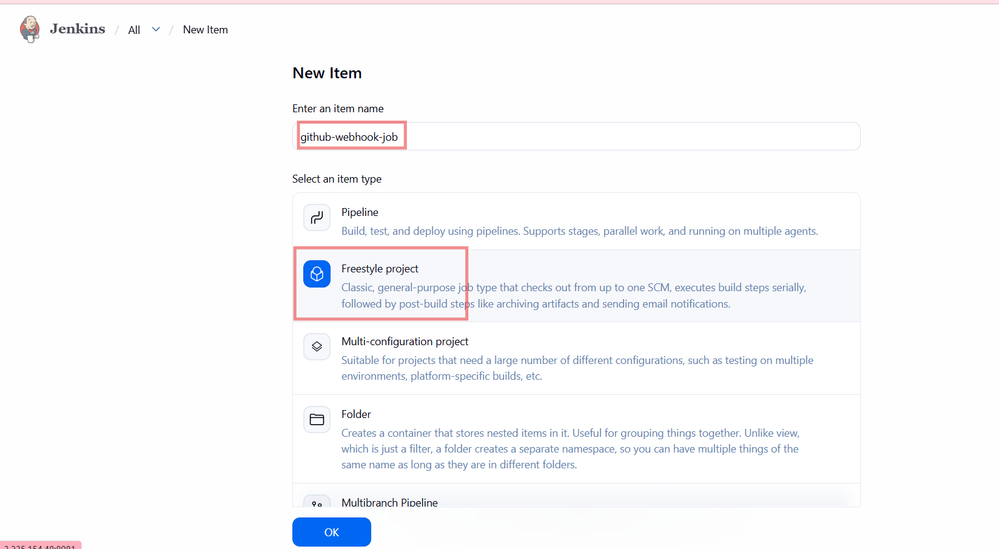 Jenkins / All / New Item
New Item
Enter an item name
github-webhook-job
Select an item type
Pipeline
Build, test, and deploy using pipelines. Supports stages, parallel work, and running on multiple agents.
Freestyle project
Classic, general-purpose job type that checks out from up to one SCM, executes build steps serially,
followed by post-build steps like archiving artifacts and sending email notifications.
Multi-configuration project
Suitable for projects that need a large number of different configurations, such as testing on multiple
environments, platform-specific builds, etc.
Folder
Creates a container that stores nested items in it. Useful for grouping things together. Unlike view,
which is just a filter, a folder creates a separate namespace, so you can have multiple things of the
same name as long as they are in different folders.
Multibranch Pipeline
OK